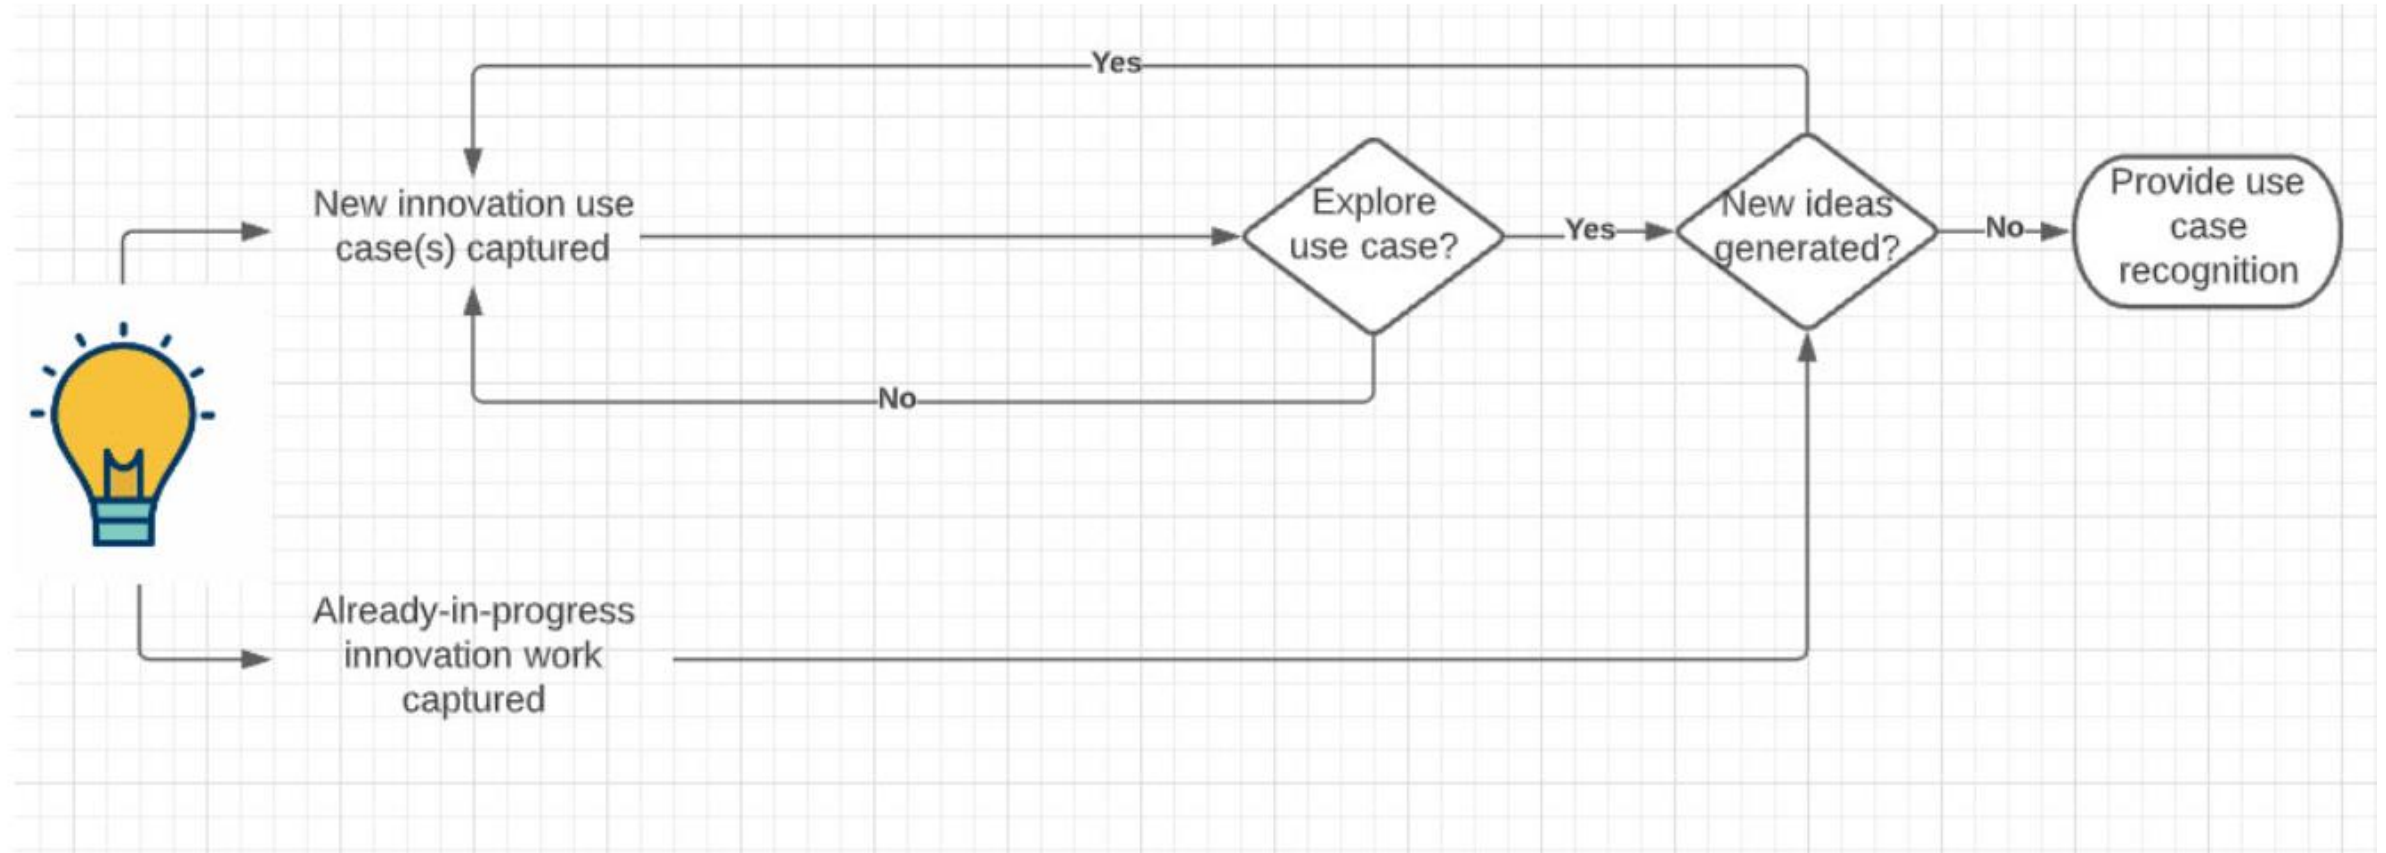 Yes
New innovation use
case(s) captured
Explore
use case?
Yes
New ideas
generated?
No
Provide use
case
recognition
No
Already-in-progress
innovation work
captured